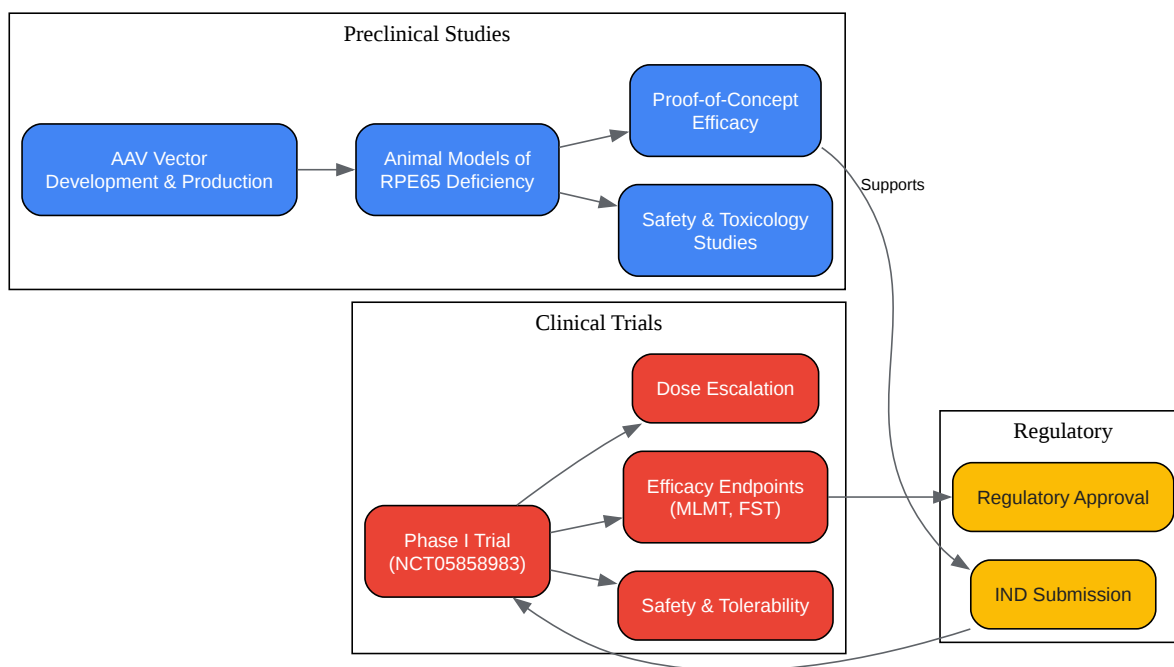 Preclinical Studies
AAV Vector
Development & Production
Animal Models of
RPE65 Deficiency
Proof-of-Concept
Efficacy
Safety & Toxicology
Studies
Supports
Clinical Trials
Dose Escalation
Phase I Trial
(NCT05858983)
Efficacy Endpoints
(MLMT, FST)
Safety & Tolerability
Regulatory
Regulatory Approval
IND Submission